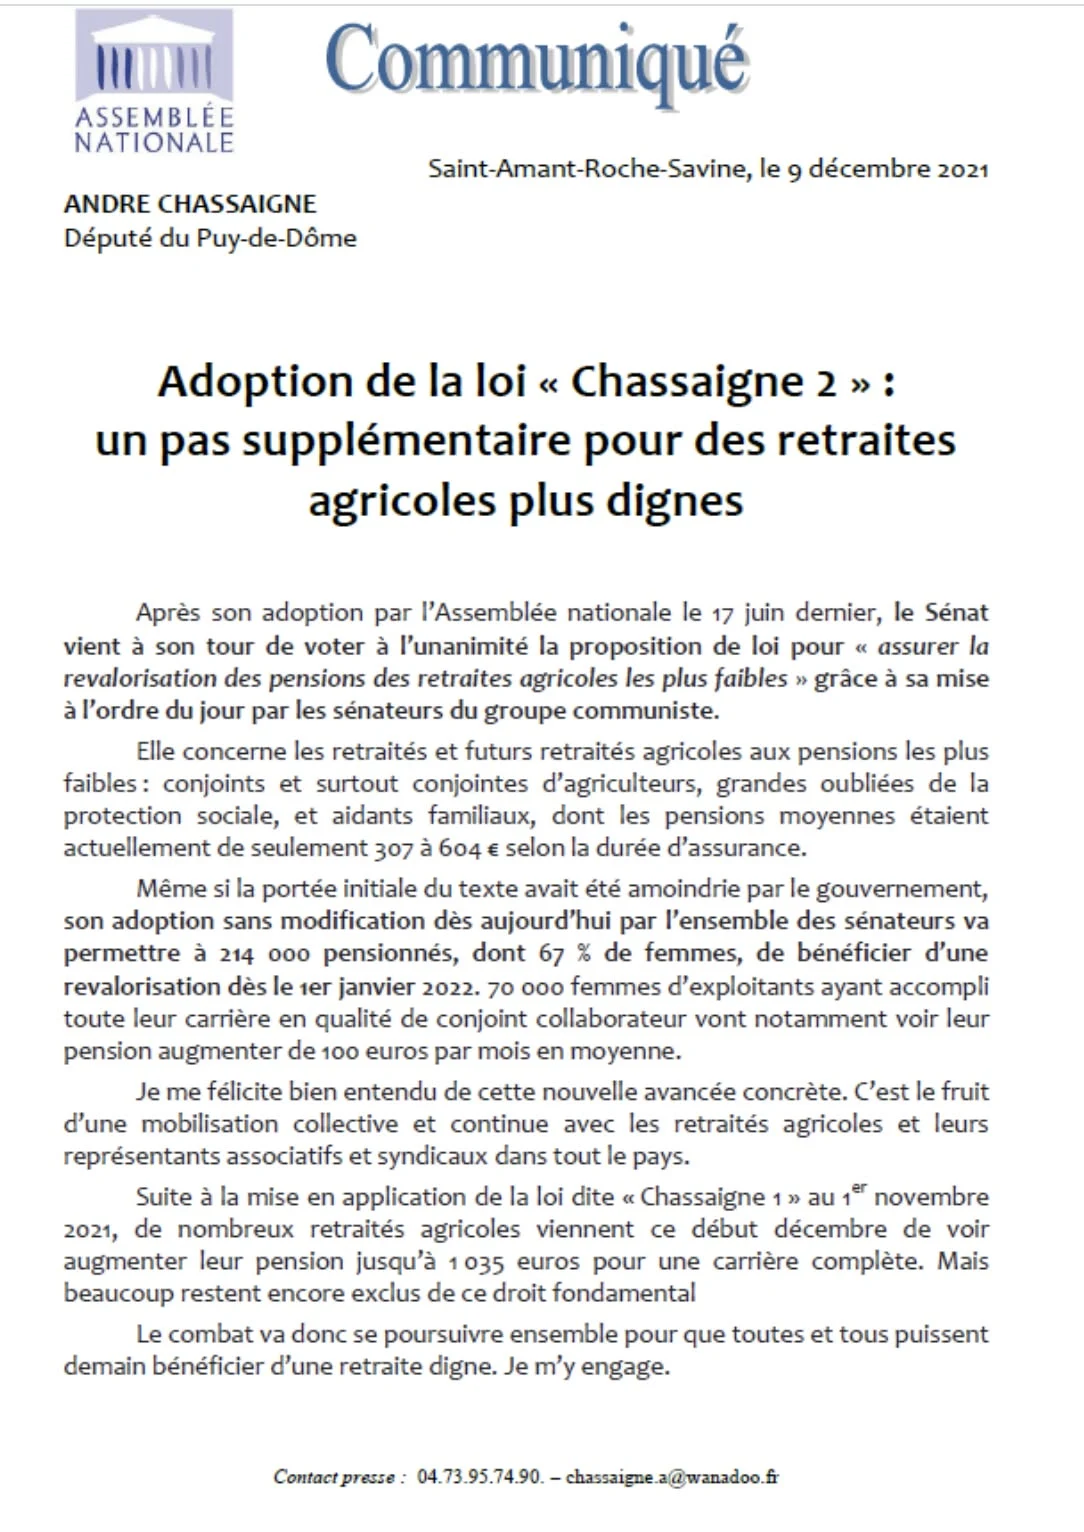 ASSEMBLÉE
NATIONALE
Communiqué
Saint-Amant-Roche-Savine, le 9 décembre 2021
ANDRE CHASSAIGNE
Député du Puy-de-Dôme
Adoption de la loi « Chassaigne 2 » :
un pas supplémentaire pour des retraites
agricoles plus dignes
Après son adoption par l’Assemblée nationale le 17 juin dernier, le Sénat
vient à son tour de voter à l’unanimité la proposition de loi pour « assurer la
revalorisation des pensions des retraites agricoles les plus faibles » grâce à sa mise
à l’ordre du jour par les sénateurs du groupe communiste.
Elle concerne les retraités et futurs retraités agricoles aux pensions les plus
faibles : conjoints et surtout conjointes d’agriculteurs, grandes oubliées de la
protection sociale, et aidants familiaux, dont les pensions moyennes étaient
actuellement de seulement 307 à 604 € selon la durée d’assurance.
Même si la portée initiale du texte avait été amoindrie par le gouvernement,
son adoption sans modification dès aujourd’hui par l’ensemble des sénateurs va
permettre à 214 000 pensionnés, dont 67 % de femmes, de bénéficier d’une
revalorisation dès le 1er janvier 2022. 70 000 femmes d’exploitants ayant accompli
toute leur carrière en qualité de conjoint collaborateur vont notamment voir leur
pension augmenter de 100 euros par mois en moyenne.
Je me félicite bien entendu de cette nouvelle avancée concrète. C’est le fruit
d’une mobilisation collective et continue avec les retraités agricoles et leurs
représentants associatifs et syndicaux dans tout le pays.
Suite à la mise en application de la loi dite « Chassaigne 1 » au 1er novembre
2021, de nombreux retraités agricoles viennent ce début décembre de voir
augmenter leur pension jusqu’à 1 035 euros pour une carrière complète. Mais
beaucoup restent encore exclus de ce droit fondamental
Le combat va donc se poursuivre ensemble pour que toutes et tous puissent
demain bénéficier d’une retraite digne. Je m’y engage.
Contact presse : 04.73.95.74.90. – chassaigne.a@wanadoo.fr